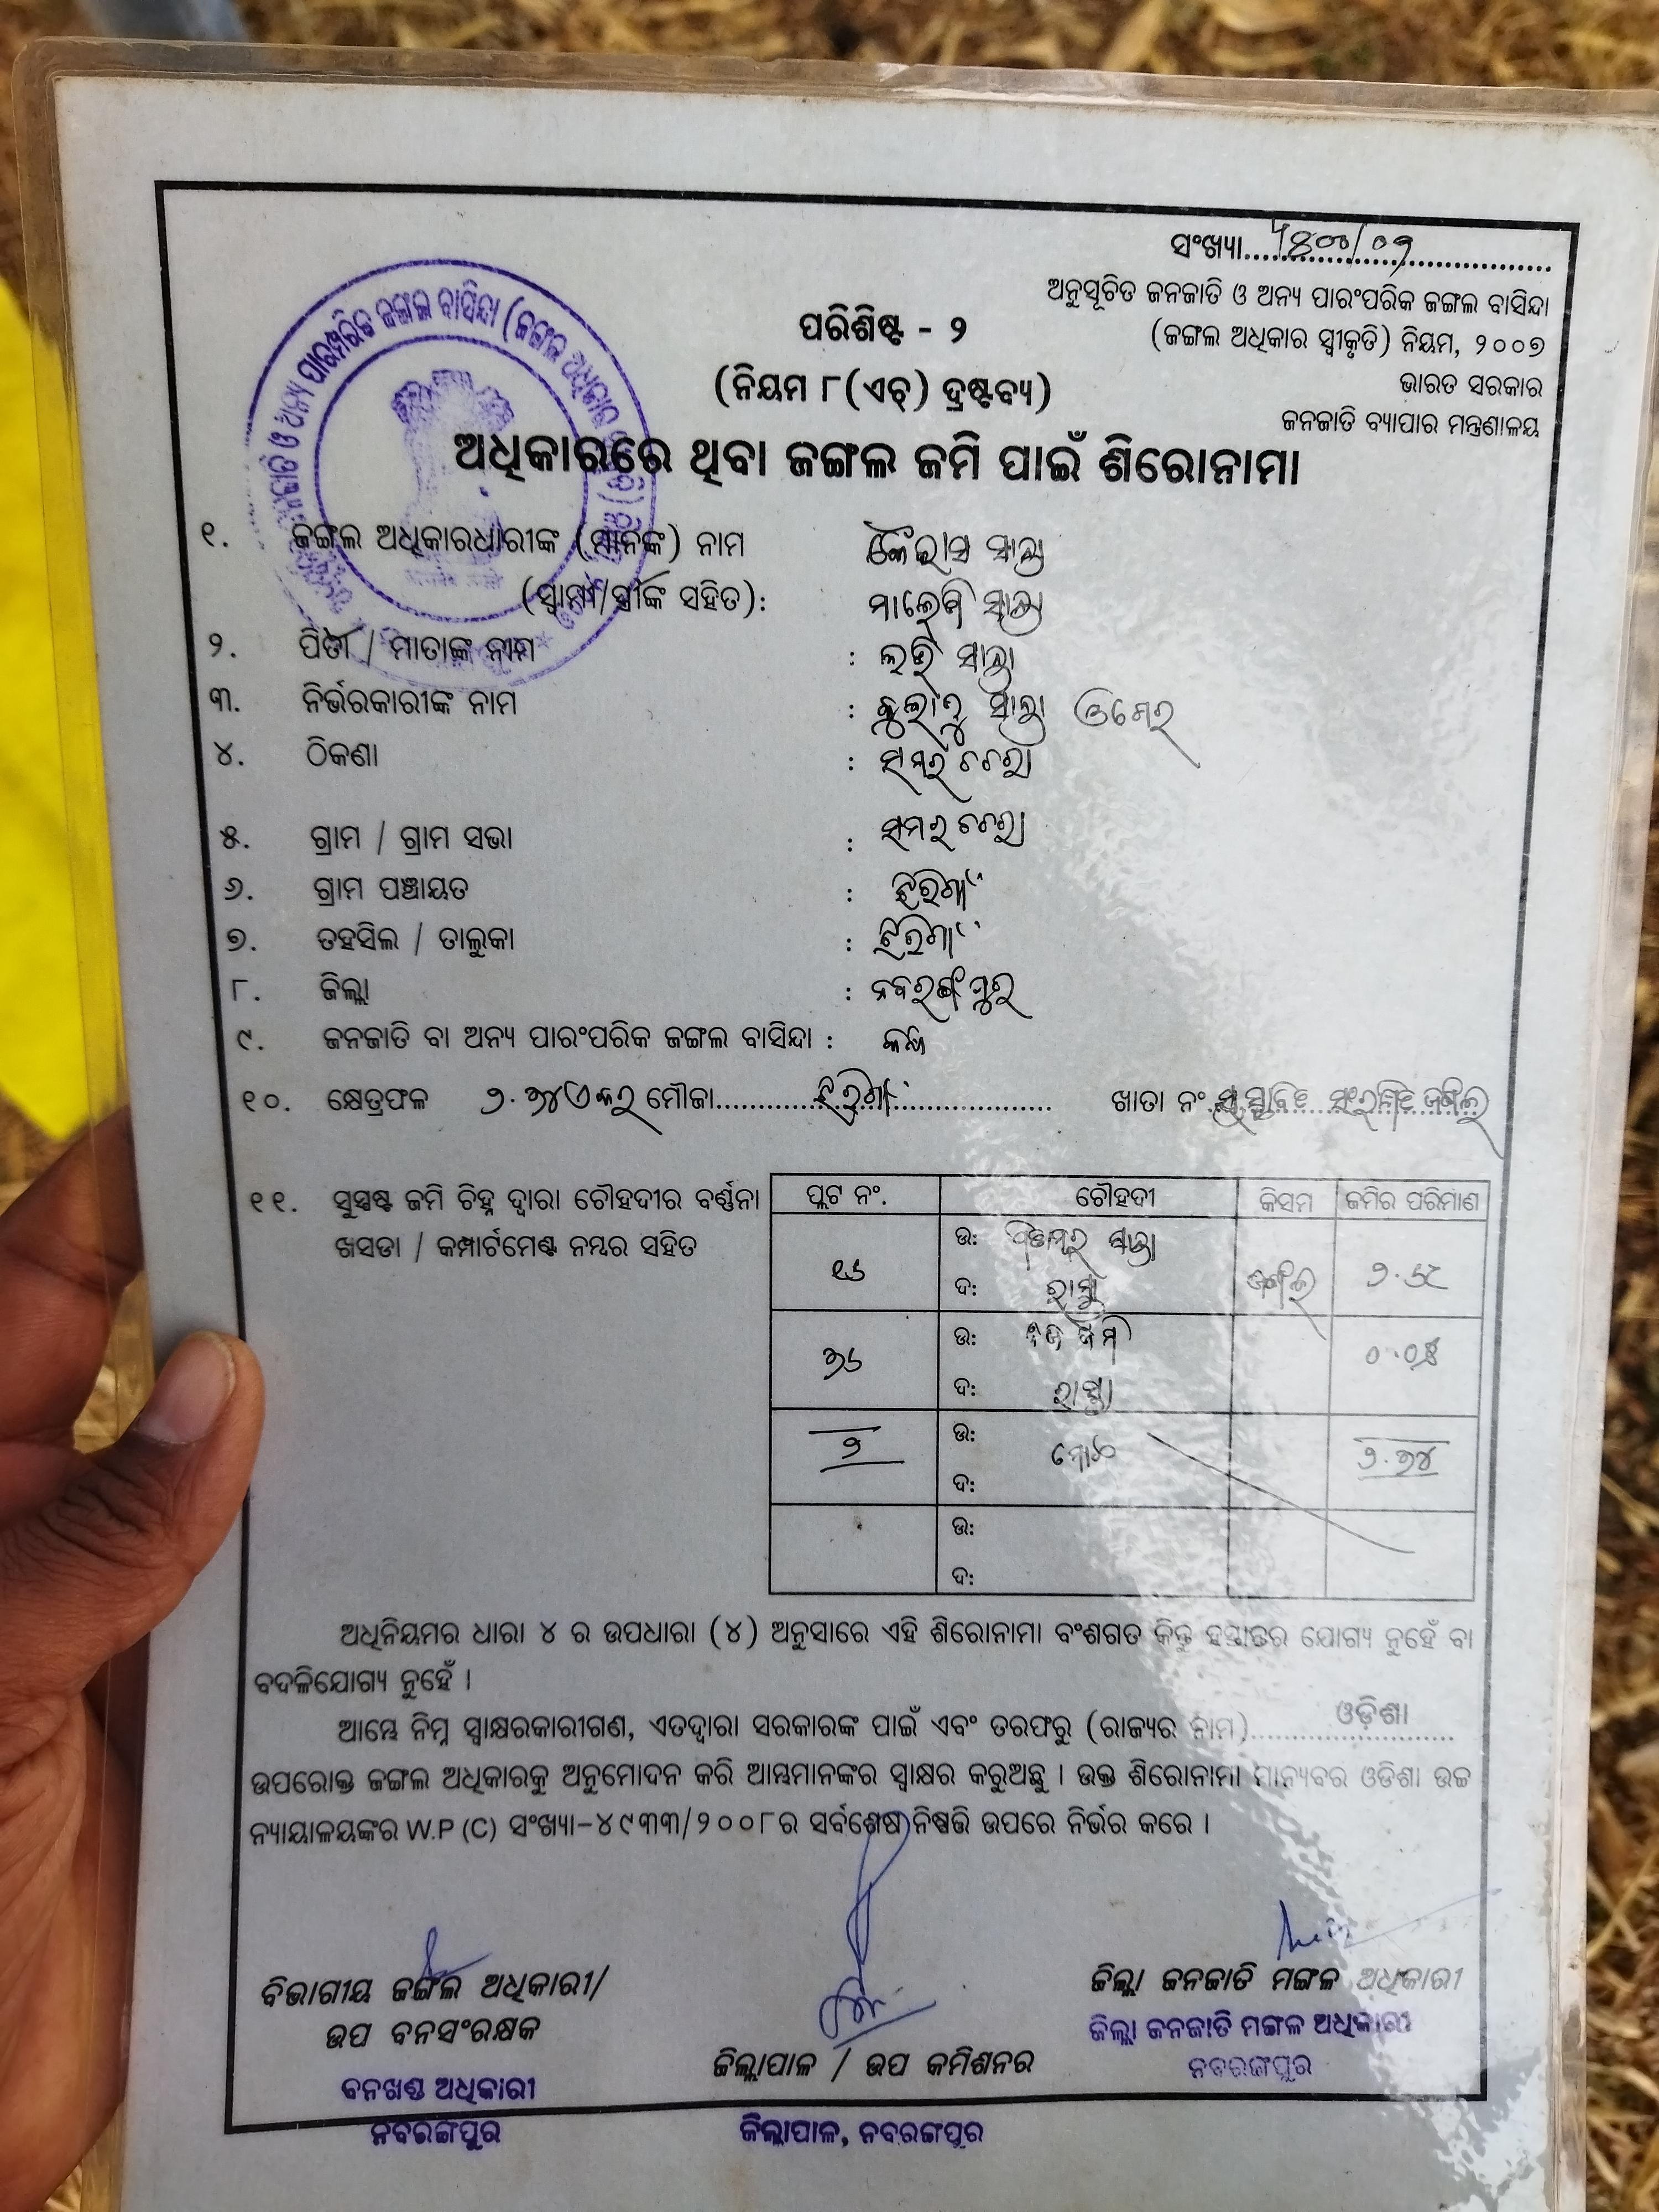 ସଂଖ୍ୟା
ଅନୁସୂଚିତ ଜନଜାତି ଓ ଅନ୍ୟ ପାରଂପରିକ ଜଙ୍ଗଲ ବାସିନ୍ଦା
(ଜଙ୍ଗଲ ଅଧିକାର ସ୍ୱୀକୃତି) ନିୟମ, ୨୦୦୭
ଭାରତ ସରକାର
ଜନଜାତି ବ୍ୟାପାର ମନ୍ତ୍ରଣାଳୟ
ପରିଶିଷ୍ଟ - ୨
(ନିୟମ ୮(ଏଚ୍) ଦ୍ରଷ୍ଟବ୍ୟ)
ଅଧିକାରରେ ଥିବା ଜଙ୍ଗଲ ଜମି ପାଇଁ ଶିରୋନାମା
୧. ଜଙ୍ଗଲ ଅଧିକାରଧାରୀଙ୍କ (ମାନଙ୍କ) ନାମ
(ସ୍ୱାମୀ/ସ୍ତ୍ରୀଙ୍କ ସହିତ):
୨. ପିତା / ମାତାଙ୍କ ନାମ :
୩. ନିର୍ଭରକାରୀଙ୍କ ନାମ :
୪. ଠିକଣା :
୫. ଗ୍ରାମ / ଗ୍ରାମ ସଭା :
୬. ଗ୍ରାମ ପଞ୍ଚାୟତ : ଝରିଗାଁ
୭. ତହସିଲ / ତାଲୁକା : ଝରିଗାଁ
୮. ଜିଲ୍ଲା : ନବରଙ୍ଗପୁର
୯. ଜନଜାତି ବା ଅନ୍ୟ ପାରଂପରିକ ଜଙ୍ଗଲ ବାସିନ୍ଦା :
୧୦. କ୍ଷେତ୍ରଫଳ ୨.୭୪ଏକର ମୌଜା ଝରିଗାଁ ଖାତା ନଂ
୧୧. ସୁସ୍ପଷ୍ଟ ଜମି ଚିହ୍ନ ଦ୍ୱାରା ଚୌହଦୀର ବର୍ଣ୍ଣନା
ଖସଡା / କମ୍ପାର୍ଟମେଣ୍ଟ ନମ୍ବର ସହିତ
ପ୍ଲଟ ନଂ. ଚୌହଦୀ କିସମ ଜମିର ପରିମାଣ
ଉ:
ଦ: ରାସ୍ତା
ଉ:
ଦ: ରାସ୍ତା
୨ ଉ: ମୋଠ ୨.୭୪
ଦ:
ଉ:
ଦ:
ଅଧିନିୟମର ଧାରା ୪ ର ଉପଧାରା (୪) ଅନୁସାରେ ଏହି ଶିରୋନାମା ବଂଶଗତ କିନ୍ତୁ ହସ୍ତାନ୍ତର ଯୋଗ୍ୟ ନୁହେଁ ବା
ବଦଳିଯୋଗ୍ୟ ନୁହେଁ ।
ଆମ୍ଭେ ନିମ୍ନ ସ୍ୱାକ୍ଷରକାରୀଗଣ, ଏତଦ୍ୱାରା ସରକାରଙ୍କ ପାଇଁ ଏବଂ ତରଫରୁ (ରାଜ୍ୟର ନାମ) ଓଡ଼ିଶା
ଉପରୋକ୍ତ ଜଙ୍ଗଲ ଅଧିକାରକୁ ଅନୁମୋଦନ କରି ଆମ୍ଭମାନଙ୍କର ସ୍ୱାକ୍ଷର କରୁଅଛୁ । ଉକ୍ତ ଶିରୋନାମା ମାନ୍ୟବର ଓଡିଶା ଉଚ୍ଚ
ନ୍ୟାୟାଳୟଙ୍କର W.P (C) ସଂଖ୍ୟା-୪୯୩୩/୨୦୦୮ର ସର୍ବଶେଷ ନିଷ୍ପତ୍ତି ଉପରେ ନିର୍ଭର କରେ ।
ବିଭାଗୀୟ ଜଙ୍ଗଲ ଅଧିକାରୀ/
ଉପ ବନସଂରକ୍ଷକ
ବନଖଣ୍ଡ ଅଧିକାରୀ
ନବରଙ୍ଗପୁର
ଜିଲ୍ଲାପାଳ / ଉପ କମିଶନର
ଜିଲ୍ଲାପାଳ, ନବରଙ୍ଗପୁର
ଜିଲ୍ଲା ଜନଜାତି ମଙ୍ଗଳ ଅଧିକାରୀ
ଜିଲ୍ଲା ଜନଜାତି ମଙ୍ଗଳ ଅଧିକାରୀ
ନବରଙ୍ଗପୁର